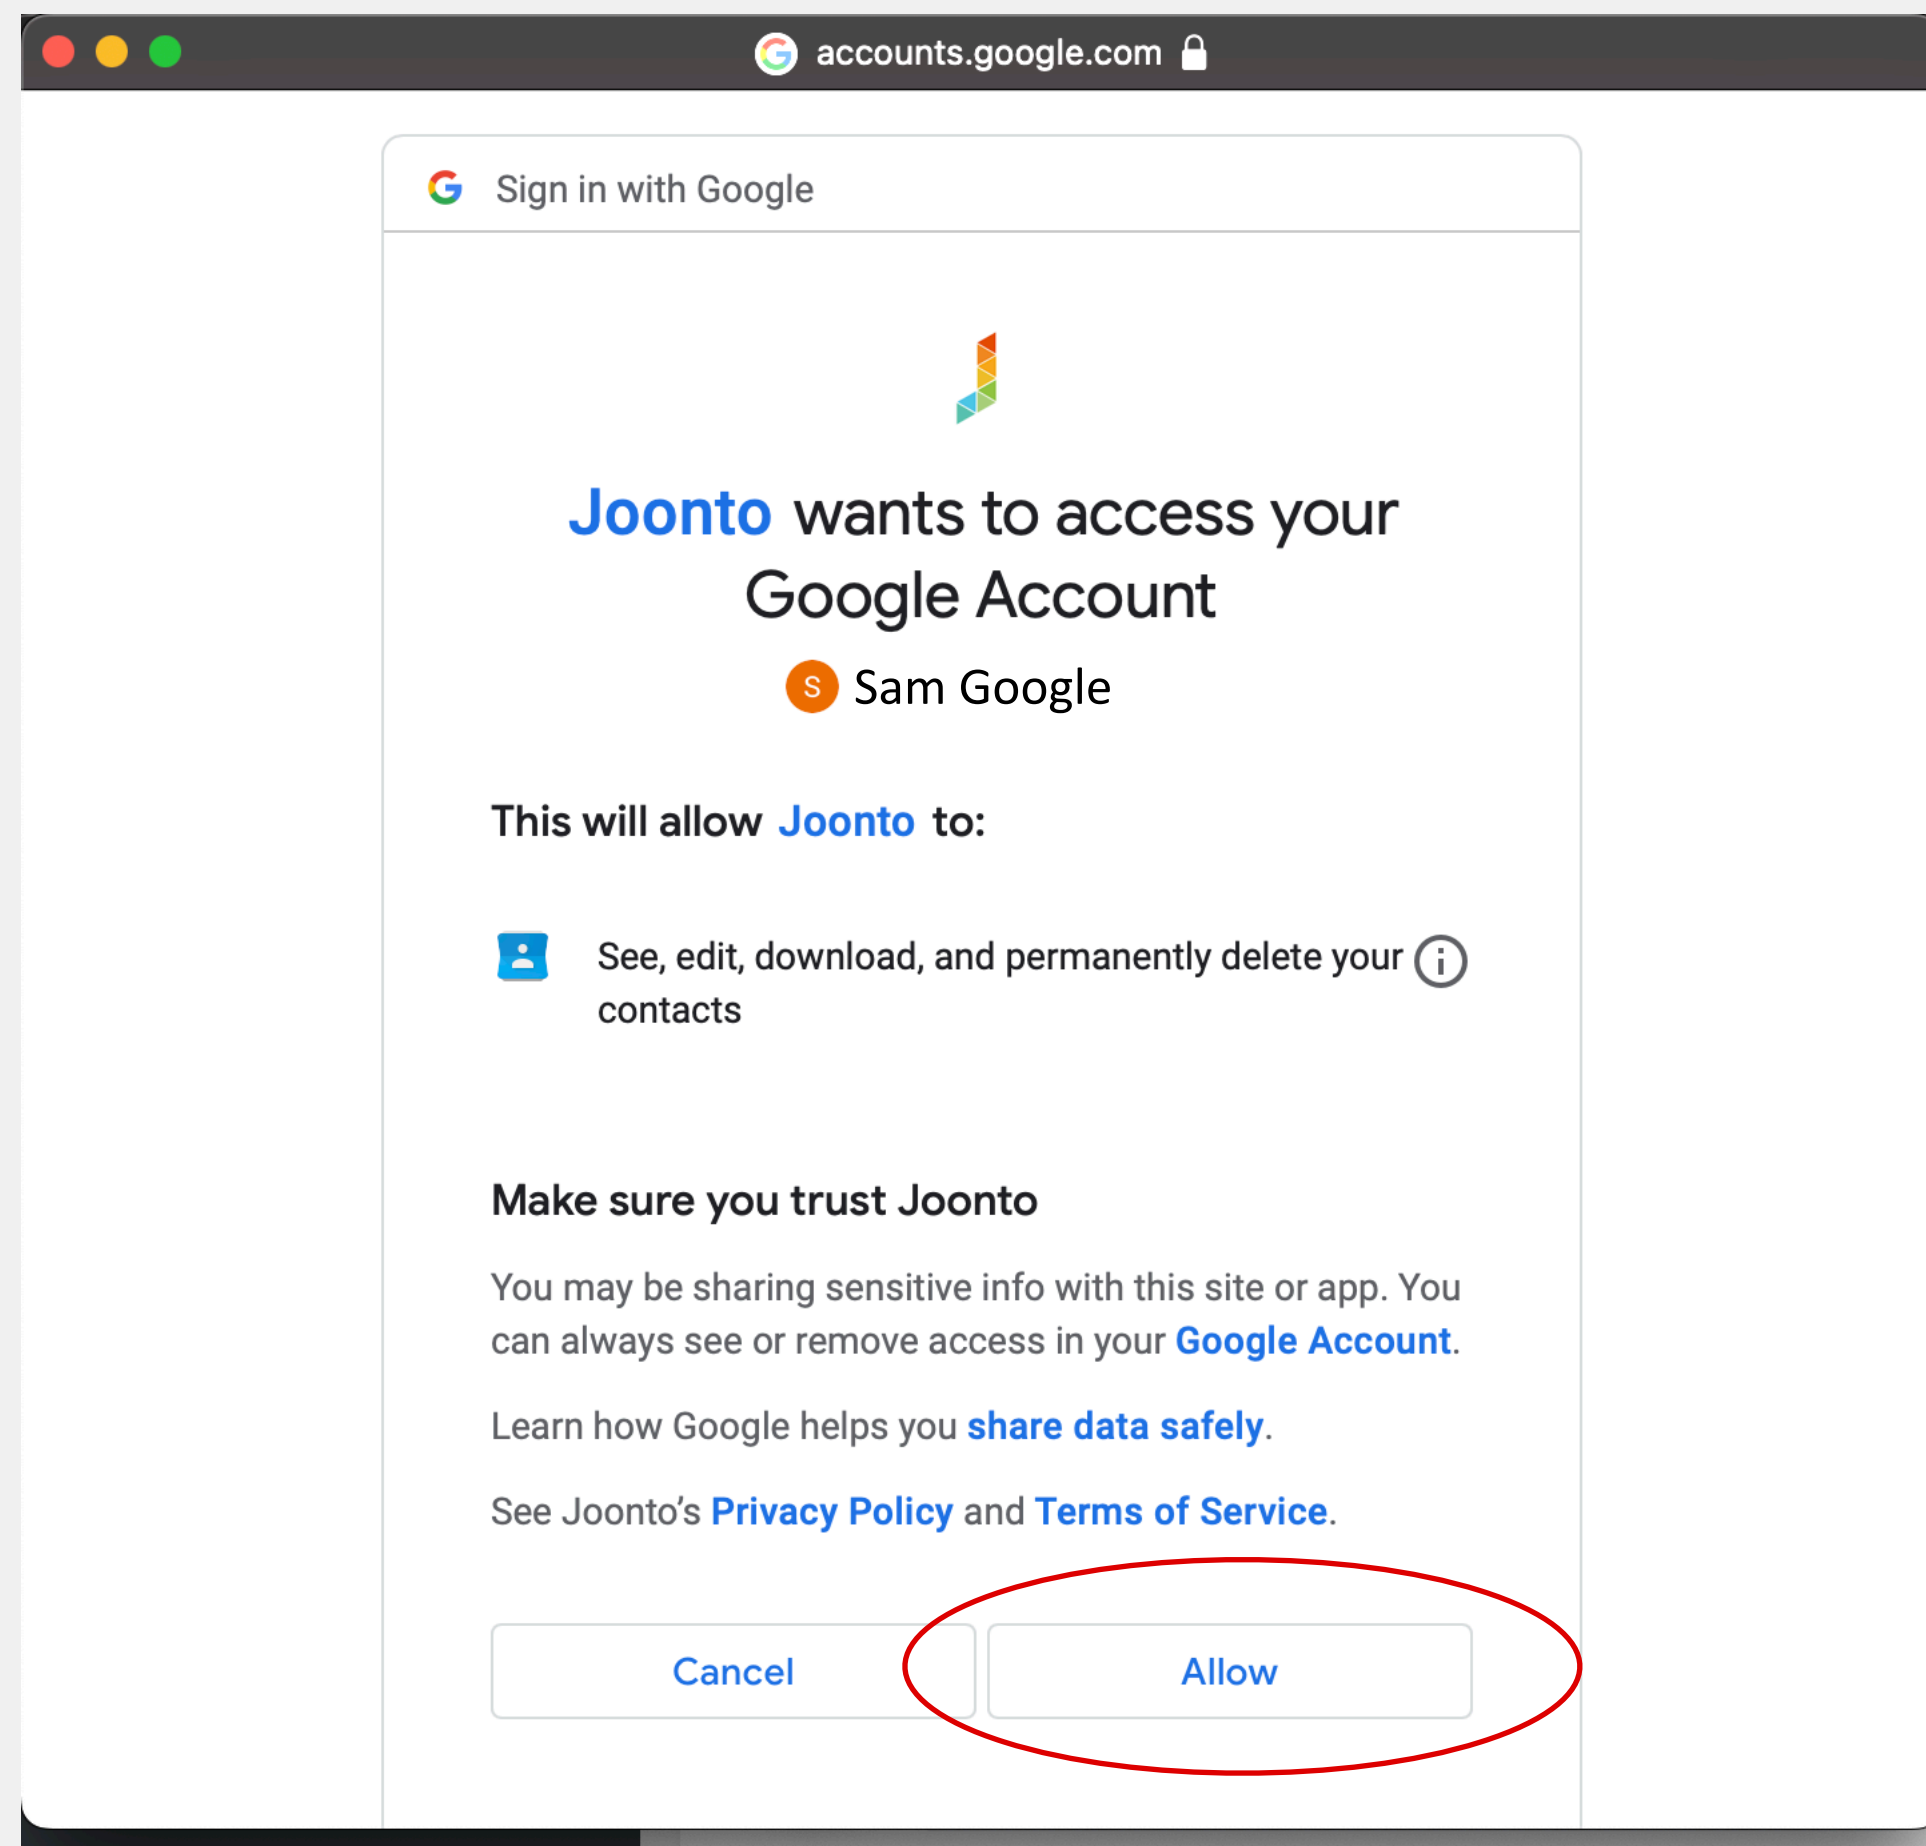 accounts.google.com
Sign in with Google
Joonto wants to access your
Google Account
S Sam Google
This will allow Joonto to:
See, edit, download, and permanently delete your
contacts
Make sure you trust Joonto
You may be sharing sensitive info with this site or app. You
can always see or remove access in your Google Account.
Learn how Google helps you share data safely.
See Joonto’s Privacy Policy and Terms of Service.
Cancel Allow